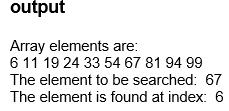 output
Array elements are:
6 11 19 24 33 54 67 81 94 99
The element to be searched: 67
The element is found at index: 6